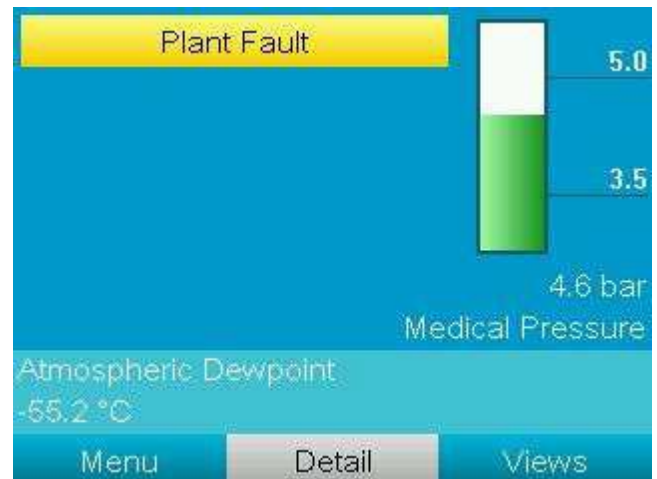 Plant Fault
5.0
3.5
4.6 bar
Medical Pressure
Atmospheric Dewpoint
-55.2 °C
Menu Detail Views